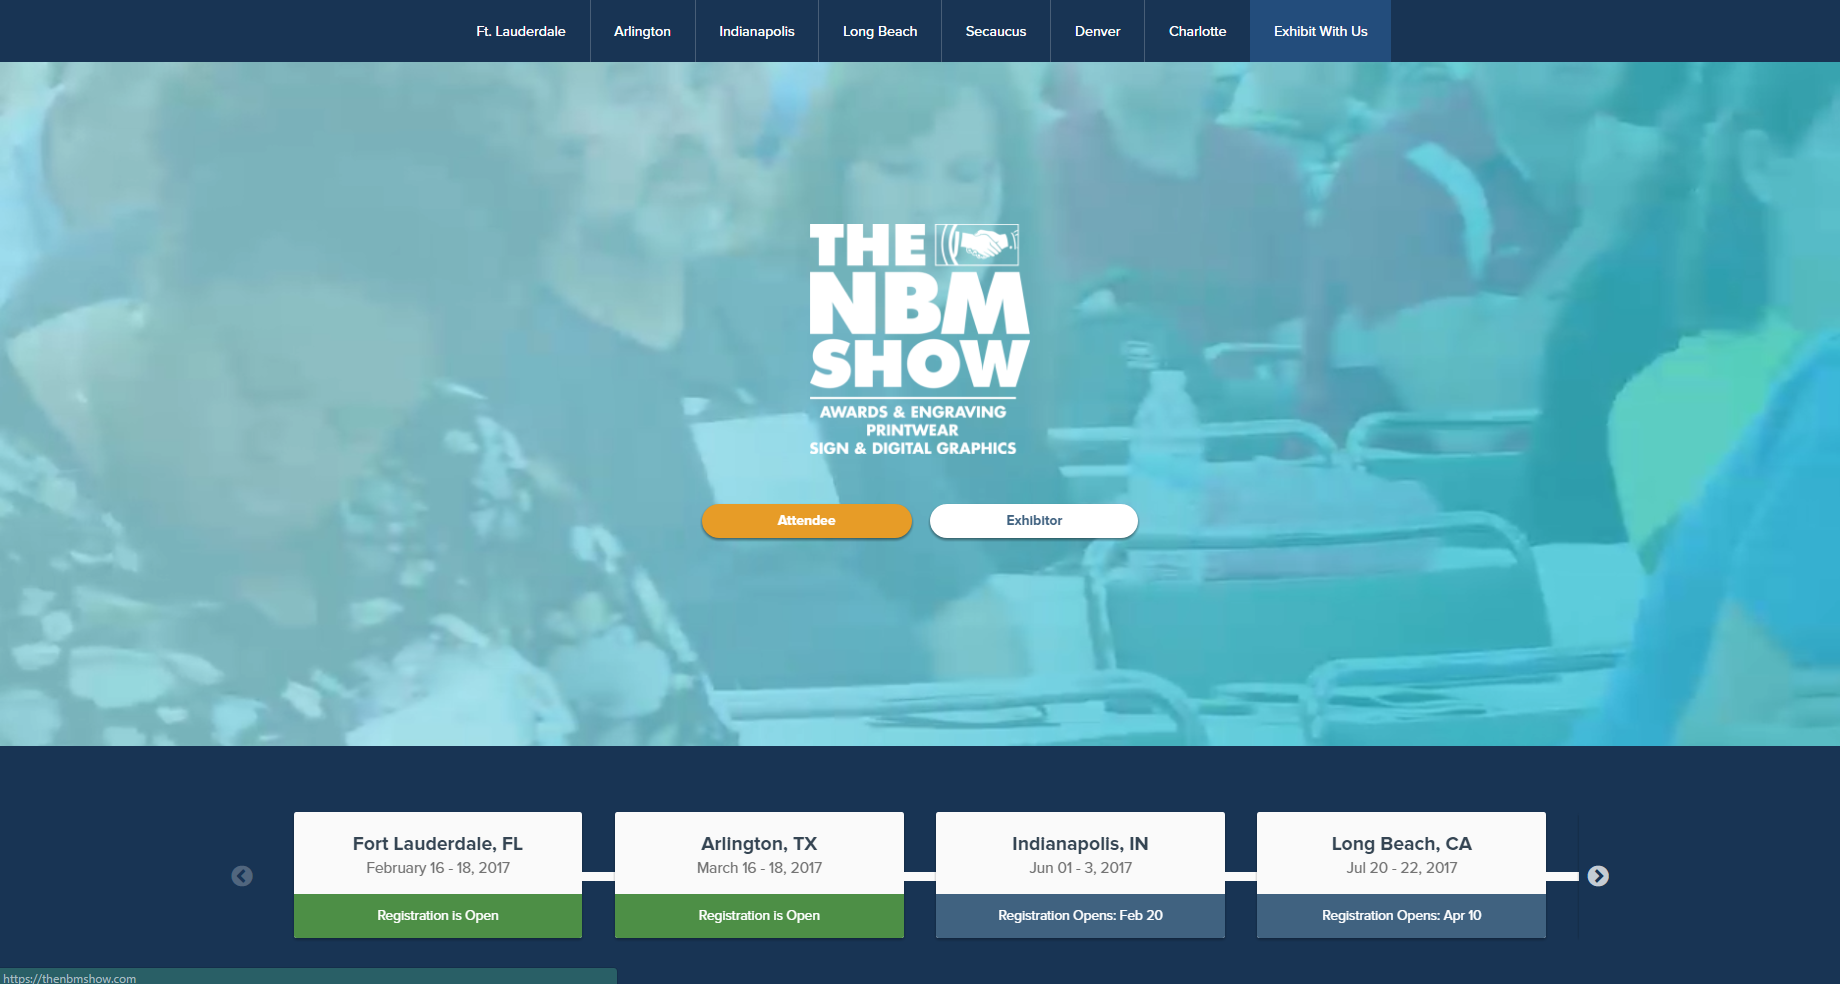 Ft. Lauderdale
Arlington
Indianapolis
Long Beach
Secaucus
Denver
Charlotte
Exhibit With Us
THE
NBM
SHOW
AWARDS & ENGRAVING
PRINTWEAR
SIGN & DIGITAL GRAPHICS
Attendee
Exhibitor
Fort Lauderdale, FL
February 16 - 18, 2017
Registration is Open
Arlington, TX
March 16 - 18, 2017
Registration is Open
Indianapolis, IN
Jun 01 - 3, 2017
Registration Opens: Feb 20
Long Beach, CA
Jul 20 - 22, 2017
Registration Opens: Apr 10
https://thenbmshow.com